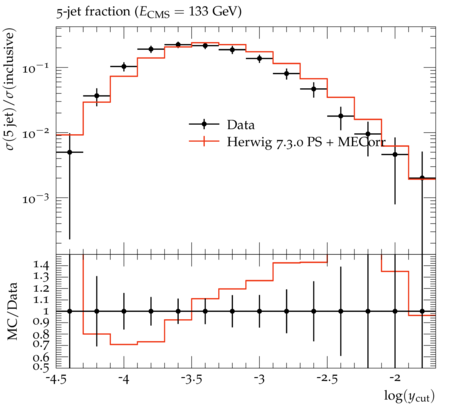 5-jet fraction (E_CMS = 133 GeV)
σ(5 jet)/σ(inclusive)
10⁻¹
10⁻²
10⁻³
Data
Herwig 7.3.0 PS + MECorr
MC/Data
1.4
1.3
1.2
1.1
1
0.9
0.8
0.7
0.6
0.5
-4.5 -4 -3.5 -3 -2.5 -2
log(y_cut)